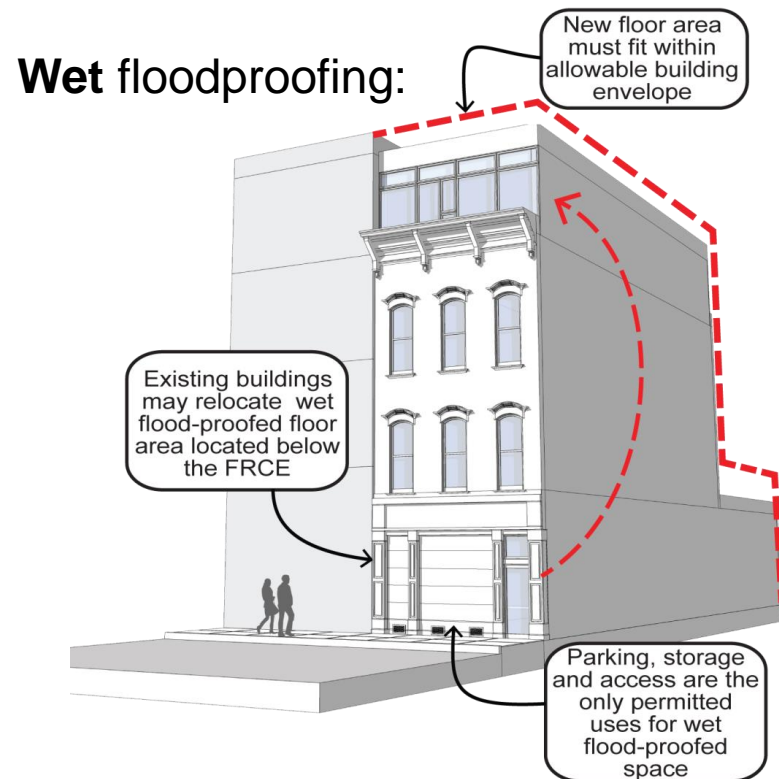 Wet floodproofing:
New floor area
must fit within
allowable building
envelope
Existing buildings
may relocate wet
flood-proofed floor
area located below
the FRCE
Parking, storage
and access are the
only permitted
uses for wet
flood-proofed
space